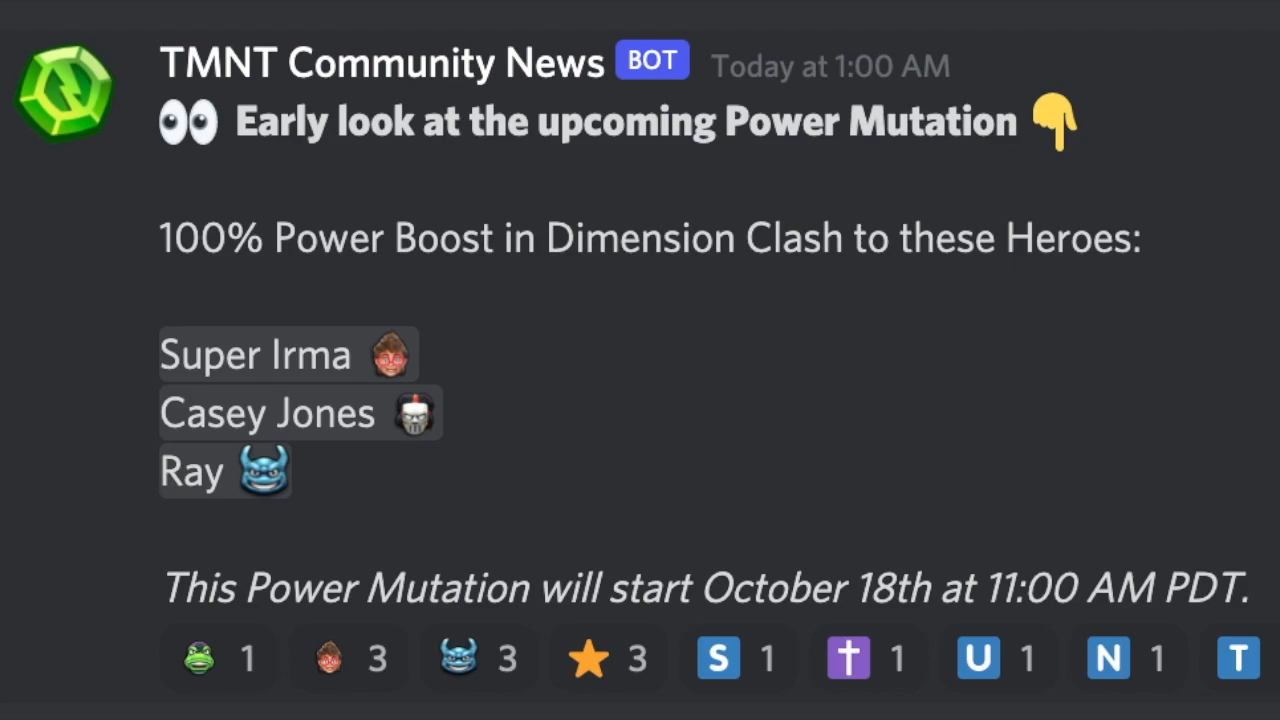 TMNT Community News BOT Today at 1:00 AM
👀 Early look at the upcoming Power Mutation 👇
100% Power Boost in Dimension Clash to these Heroes:
Super Irma
Casey Jones
Ray
This Power Mutation will start October 18th at 11:00 AM PDT.
1 3 3 3 S 1 ✝ 1 U 1 N 1 T